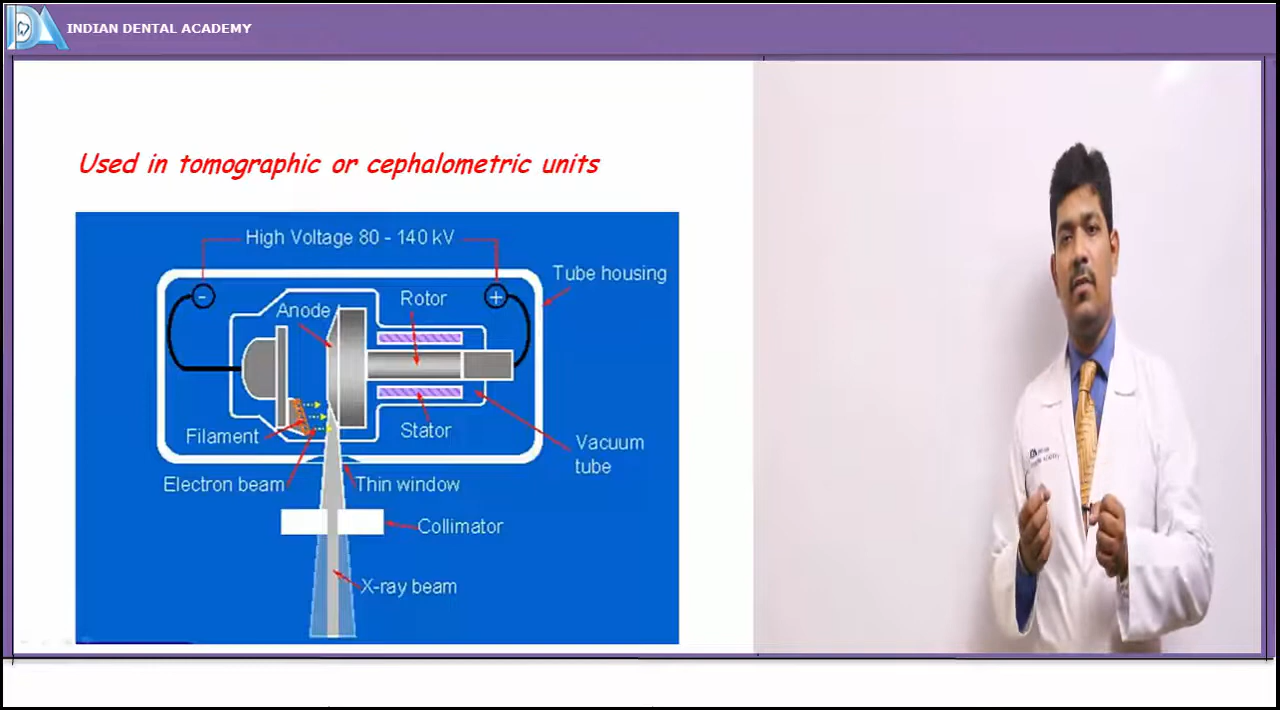 INDIAN DENTAL ACADEMY
Used in tomographic or cephalometric units
High Voltage 80 - 140 kV
Tube housing
-
Rotor
+
Anode
Filament
Stator
Vacuum
tube
Electron beam
Thin window
Collimator
X-ray beam